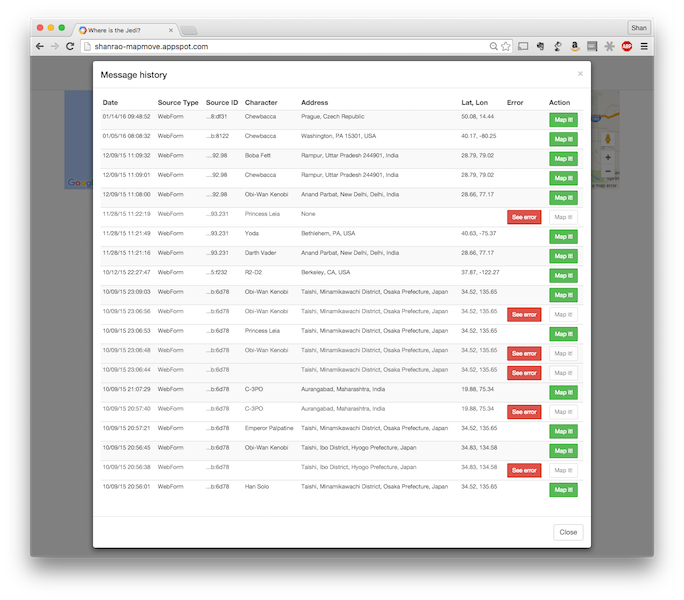 Where is the Jedi?
Shan
shanrao-mapmove.appspot.com
ABP
Message history
×
Date Source Type Source ID Character Address Lat, Lon Error Action
01/14/16 09:48:52 WebForm ...8:df31 Chewbacca Prague, Czech Republic 50.08, 14.44 Map it!
01/05/16 08:08:32 WebForm ...b:8122 Chewbacca Washington, PA 15301, USA 40.17, -80.25 Map it!
12/09/15 11:09:32 WebForm ....92.98 Boba Fett Rampur, Uttar Pradesh 244901, India 28.79, 79.02 Map it!
12/09/15 11:09:01 WebForm ....92.98 Chewbacca Rampur, Uttar Pradesh 244901, India 28.79, 79.02 Map it!
12/09/15 11:08:00 WebForm ....92.98 Obi-Wan Kenobi Anand Parbat, New Delhi, Delhi, India 28.66, 77.17 Map it!
11/28/15 11:22:19 WebForm ...93.231 Princess Leia None See error Map it!
11/28/15 11:21:49 WebForm ...93.231 Yoda Bethlehem, PA, USA 40.63, -75.37 Map it!
11/28/15 11:21:16 WebForm ...93.231 Darth Vader Anand Parbat, New Delhi, Delhi, India 28.66, 77.17 Map it!
10/12/15 22:27:47 WebForm ...5:f232 R2-D2 Berkeley, CA, USA 37.87, -122.27 Map it!
10/09/15 23:09:03 WebForm ...b:6d78 Obi-Wan Kenobi Taishi, Minamikawachi District, Osaka Prefecture, Japan 34.52, 135.65 Map it!
10/09/15 23:06:56 WebForm ...b:6d78 Obi-Wan Kenobi Taishi, Minamikawachi District, Osaka Prefecture, Japan 34.52, 135.65 See error Map it!
10/09/15 23:06:53 WebForm ...b:6d78 Princess Leia Taishi, Minamikawachi District, Osaka Prefecture, Japan 34.52, 135.65 Map it!
10/09/15 23:06:48 WebForm ...b:6d78 Obi-Wan Kenobi Taishi, Minamikawachi District, Osaka Prefecture, Japan 34.52, 135.65 See error Map it!
10/09/15 23:06:44 WebForm ...b:6d78 Taishi, Minamikawachi District, Osaka Prefecture, Japan 34.52, 135.65 See error Map it!
10/09/15 21:07:29 WebForm ...b:6d78 C-3PO Aurangabad, Maharashtra, India 19.88, 75.34 Map it!
10/09/15 20:57:40 WebForm ...b:6d78 C-3PO Aurangabad, Maharashtra, India 19.88, 75.34 See error Map it!
10/09/15 20:57:21 WebForm ...b:6d78 Emperor Palpatine Taishi, Minamikawachi District, Osaka Prefecture, Japan 34.52, 135.65 Map it!
10/09/15 20:56:45 WebForm ...b:6d78 Obi-Wan Kenobi Taishi, Ibo District, Hyogo Prefecture, Japan 34.83, 134.58 Map it!
10/09/15 20:56:38 WebForm ...b:6d78 Taishi, Ibo District, Hyogo Prefecture, Japan 34.83, 134.58 See error Map it!
10/09/15 20:56:01 WebForm ...b:6d78 Han Solo Taishi, Minamikawachi District, Osaka Prefecture, Japan 34.52, 135.65 Map it!
Close